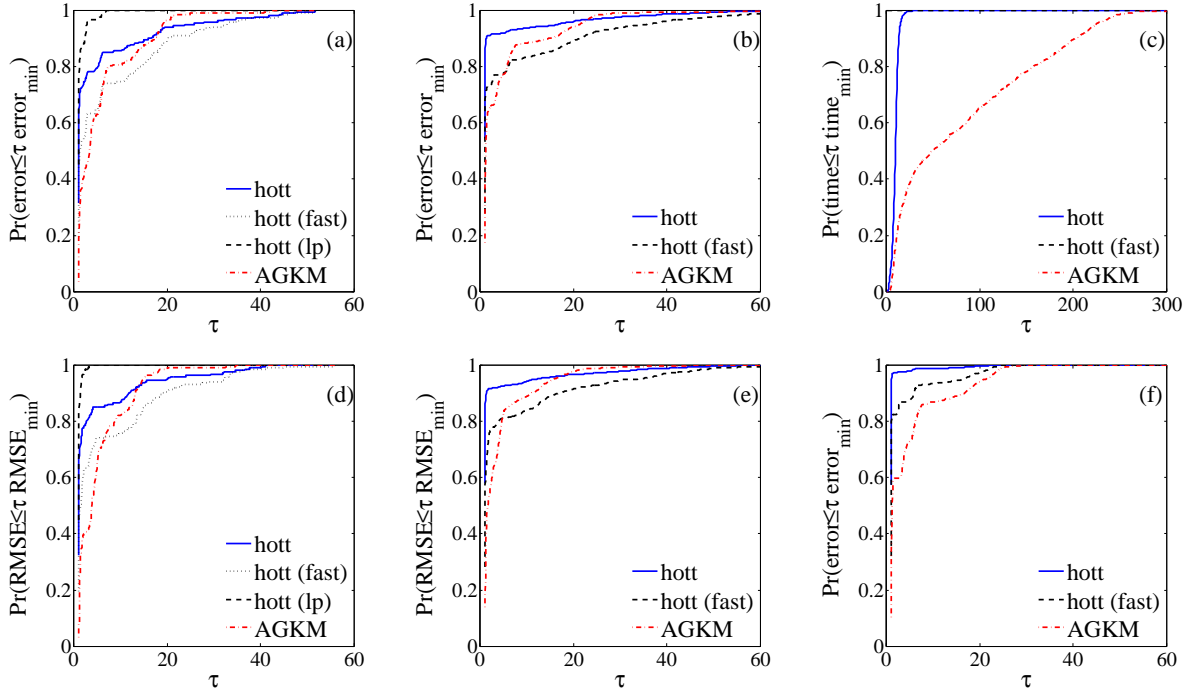 Pr(error≤τ error_min)
1
0.8
0.6
0.4
0.2
0
0
20
40
60
τ
(a)
hott
hott (fast)
hott (lp)
AGKM
Pr(error≤τ error_min)
1
0.8
0.6
0.4
0.2
0
0
20
40
60
τ
(b)
hott
hott (fast)
AGKM
Pr(time≤τ time_min)
1
0.8
0.6
0.4
0.2
0
0
100
200
300
τ
(c)
hott
hott (fast)
AGKM
Pr(RMSE≤τ RMSE_min)
1
0.8
0.6
0.4
0.2
0
0
20
40
60
τ
(d)
hott
hott (fast)
hott (lp)
AGKM
Pr(RMSE≤τ RMSE_min)
1
0.8
0.6
0.4
0.2
0
0
20
40
60
τ
(e)
hott
hott (fast)
AGKM
Pr(error≤τ error_min)
1
0.8
0.6
0.4
0.2
0
0
20
40
60
τ
(f)
hott
hott (fast)
AGKM